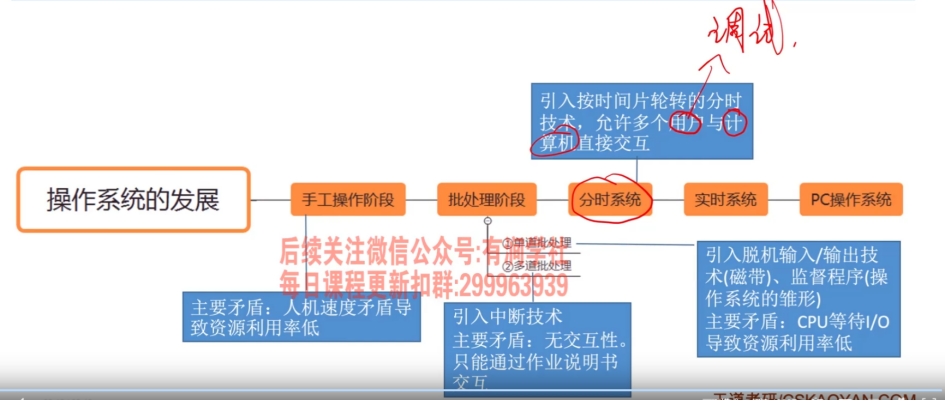 调试,
引入按时间片轮转的分时
技术，允许多个用户与计
算机直接交互
操作系统的发展
手工操作阶段
批处理阶段
分时系统
实时系统
PC操作系统
①单道批处理
②多道批处理
后续关注微信公众号:有
每日课程更新扣群:299963939
主要矛盾：人机速度矛盾导
致资源利用率低
引入中断技术
主要矛盾：无交互性。
只能通过作业说明书
交互
引入脱机输入/输出技
术(磁带)、监督程序(操
作系统的雏形)
主要矛盾：CPU等待I/O
导致资源利用率低
王道考研/CSKAOYAN.COM